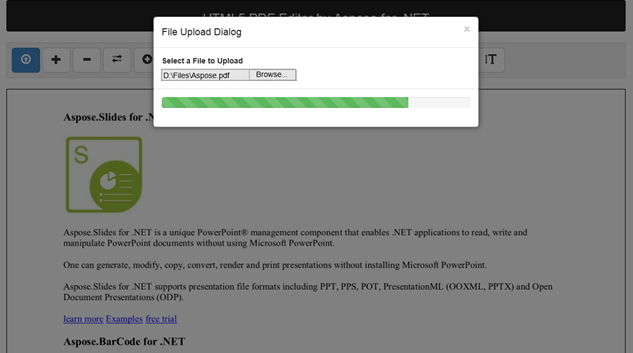 HTML5 PDF Editor by Aspose for .NET
File Upload Dialog
×
Select a File to Upload
D:\Files\Aspose.pdf
Browse...
T
Aspose.Slides for .N
S
Aspose.Slides for .NET is a unique PowerPoint® management component that enables .NET applications to read, write and
manipulate PowerPoint documents without using Microsoft PowerPoint.
One can generate, modify, copy, convert, render and print presentations without installing Microsoft PowerPoint.
Aspose.Slides for .NET supports presentation file formats including PPT, PPS, POT, PresentationML (OOXML, PPTX) and Open
Document Presentations (ODP).
learn more Examples free trial
Aspose.BarCode for .NET